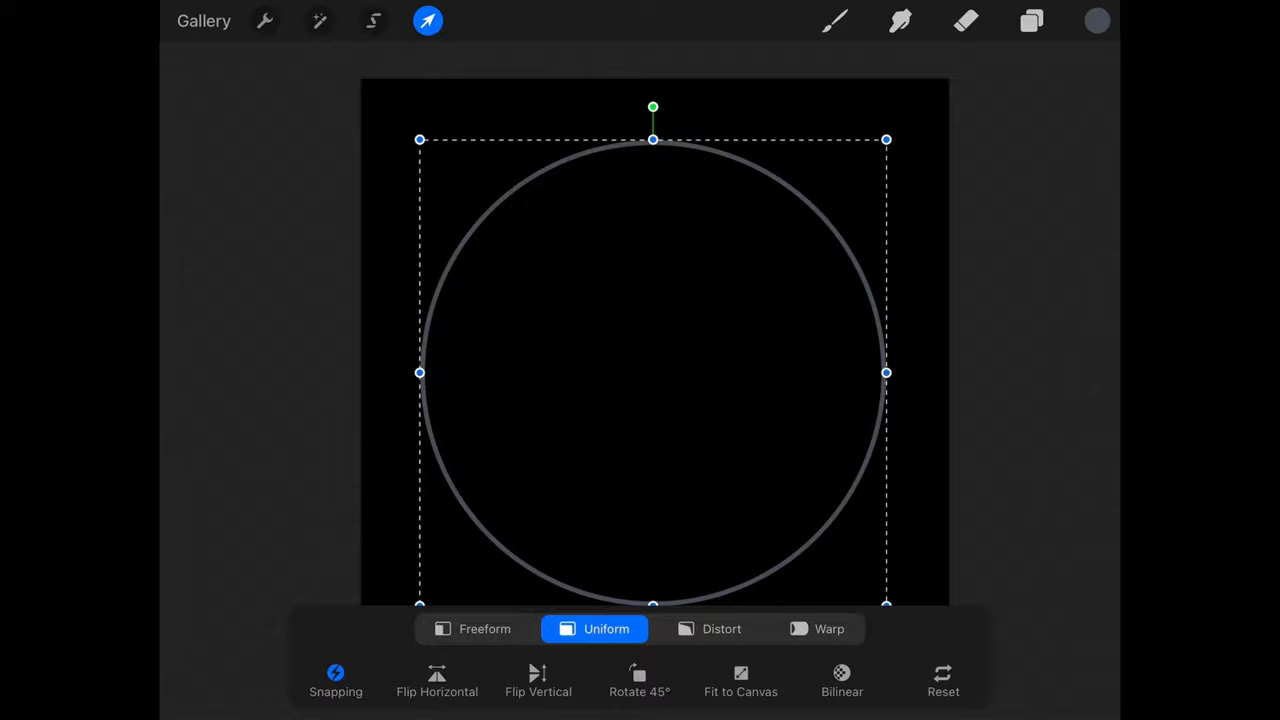 Gallery
Freeform Uniform Distort Warp
Snapping Flip Horizontal Flip Vertical Rotate 45° Fit to Canvas Bilinear Reset